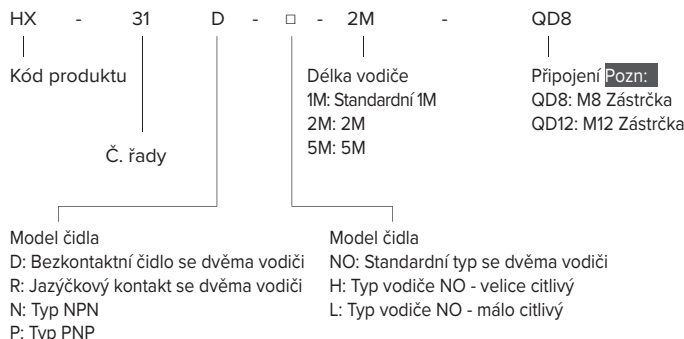 HX - 31 D - □ - 2M - QD8
Kód produktu
Č. řady
Délka vodiče
1M: Standardní 1M
2M: 2M
5M: 5M
Připojení Pozn:
QD8: M8 Zástrčka
QD12: M12 Zástrčka
Model čidla
D: Bezkontaktní čidlo se dvěma vodiči
R: Jazýčkový kontakt se dvěma vodiči
N: Typ NPN
P: Typ PNP
Model čidla
NO: Standardní typ se dvěma vodiči
H: Typ vodiče NO - velice citlivý
L: Typ vodiče NO - málo citlivý